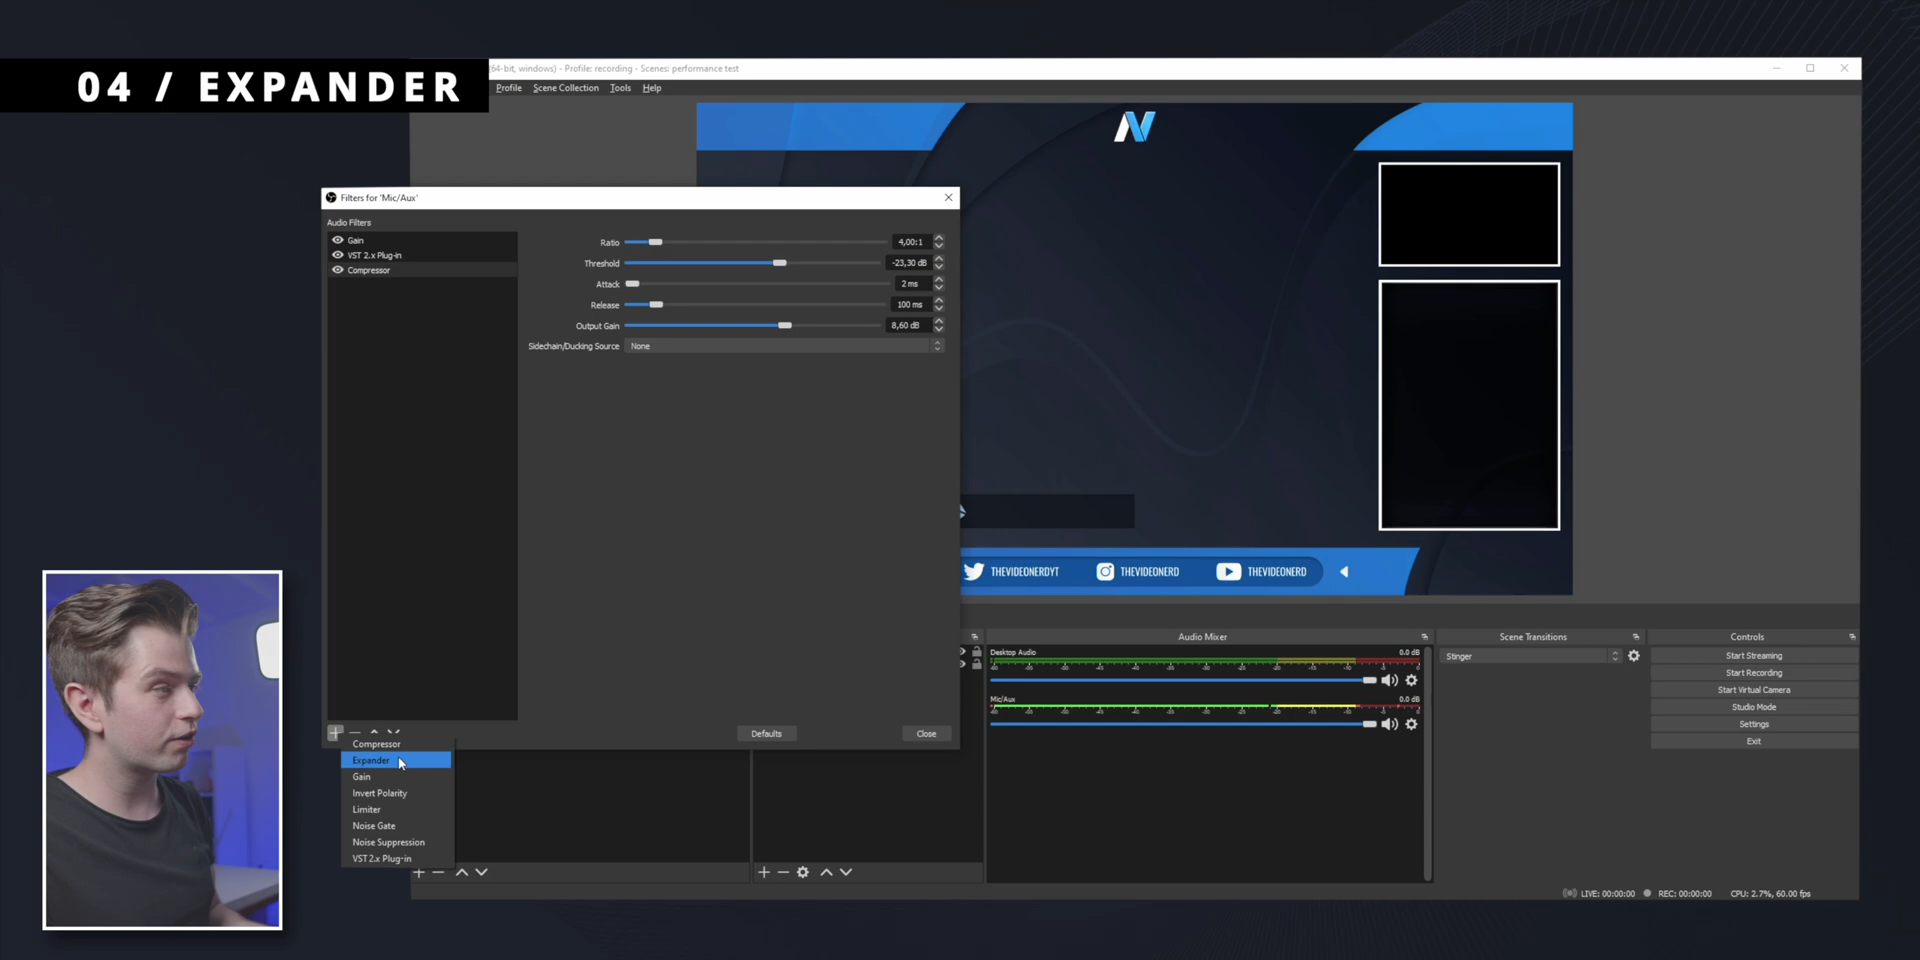 04 / EXPANDER
(64-bit, windows) - Profile: recording - Scenes: performance test
Profile
Scene Collection
Tools
Help
Filters for 'Mic/Aux'
Audio Filters
Gain
VST 2.x Plug-in
Compressor
Ratio
4,00:1
Threshold
-23,30 dB
Attack
2 ms
Release
100 ms
Output Gain
8,60 dB
Sidechain/Ducking Source
None
Defaults
Close
Compressor
Expander
Gain
Invert Polarity
Limiter
Noise Gate
Noise Suppression
VST 2.x Plug-in
THEVIDEONERDYT
THEVIDEONERD
THEVIDEONERD
Audio Mixer
Desktop Audio
0.0 dB
Mic/Aux
0.0 dB
Scene Transitions
Stinger
Controls
Start Streaming
Start Recording
Start Virtual Camera
Studio Mode
Settings
Exit
LIVE: 00:00:00
REC: 00:00:00
CPU: 2.7%, 60.00 fps